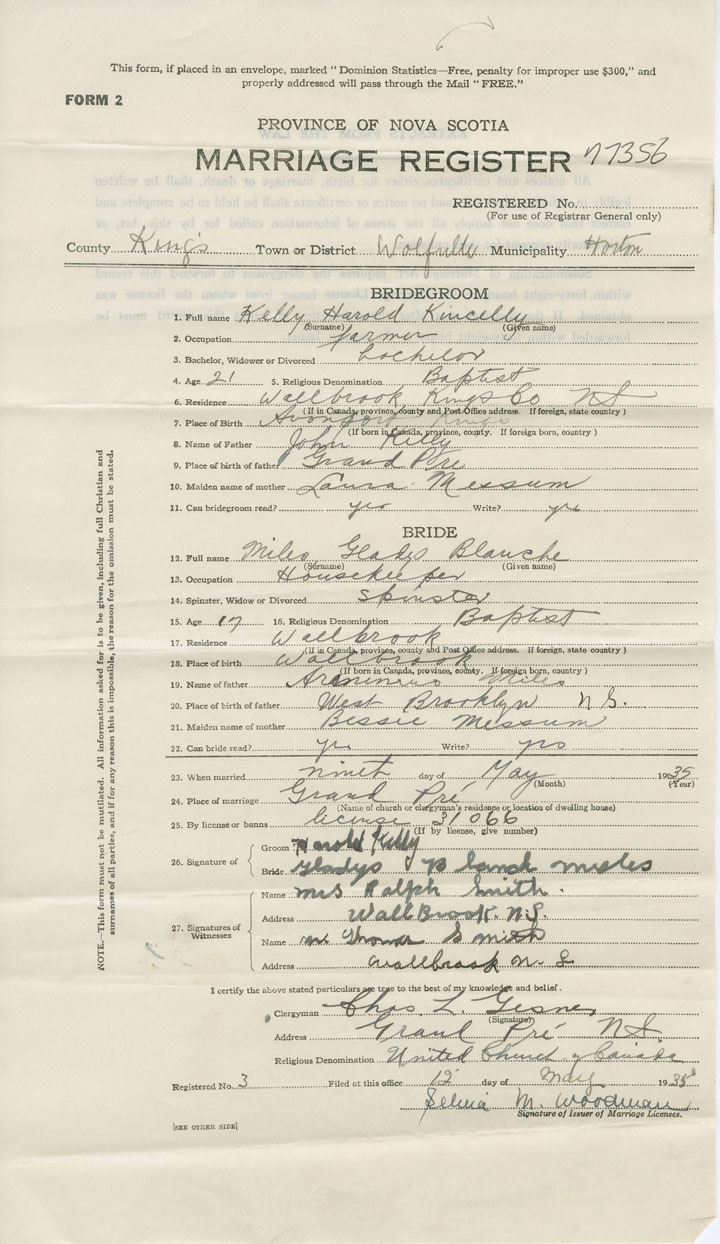 This form, if placed in an envelope, marked "Dominion Statistics—Free, penalty for improper use $300," and
properly addressed will pass through the Mail "FREE."
FORM 2
PROVINCE OF NOVA SCOTIA
MARRIAGE REGISTER 77356
REGISTERED No.
(For use of Registrar General only)
County Kings Town or District Wolfville Municipality Horton
BRIDEGROOM
1. Full name Kelly Harold Kincelly
(Surname) (Given name)
2. Occupation farmer
3. Bachelor, Widower or Divorced bachelor
4. Age 21 5. Religious Denomination Baptist
6. Residence Wallbrook Kings Co NS
(If in Canada, province, county and Post Office address. If foreign, state country)
7. Place of Birth Avonport Kings
(If born in Canada, province, county. If foreign born, country)
8. Name of Father John Kelly
9. Place of birth of father Grand Pre
10. Maiden name of mother Laura Messum
11. Can bridegroom read? yes Write? yes
BRIDE
12. Full name Miles Gladys Blanche
(Surname) (Given name)
13. Occupation Housekeeper
14. Spinster, Widow or Divorced Spinster
15. Age 17 16. Religious Denomination Baptist
17. Residence Wallbrook
(If in Canada, province, county and Post Office address. If foreign, state country)
18. Place of birth Wallbrook
(If born in Canada, province, county. If foreign born, country)
19. Name of father Miles
20. Place of birth of father West Brooklyn N.S.
21. Maiden name of mother Bessie Messum
22. Can bride read? yes Write? yes
23. When married nineth day of May 1935
(Month) (Year)
24. Place of marriage Grand Pré
(Name of church or clergyman's residence or location of dwelling house)
25. By license or banns license 31066
(If by license, give number)
26. Signature of
Groom Harold Kelly
Bride Gladys Bland Miles
27. Signatures of Witnesses
Name Mrs Ralph Smith.
Address WallBrook. N.S.
Name Smith
Address Wallbrook N. S
I certify the above stated particulars are true to the best of my knowledge and belief.
Clergyman Chas. L. Gesner
(Signature)
Address Grand Pré NS
Religious Denomination United Church of Canada
Registered No. 3 Filed at this office 12 day of May 1935
M. Woodman
Signature of Issuer of Marriage Licenses.
[SEE OTHER SIDE]
NOTE.—This form must not be mutilated. All information asked for is to be given, including full Christian and
surnames of all parties, and if for any reason this is impossible, the reason for the omission must be stated.